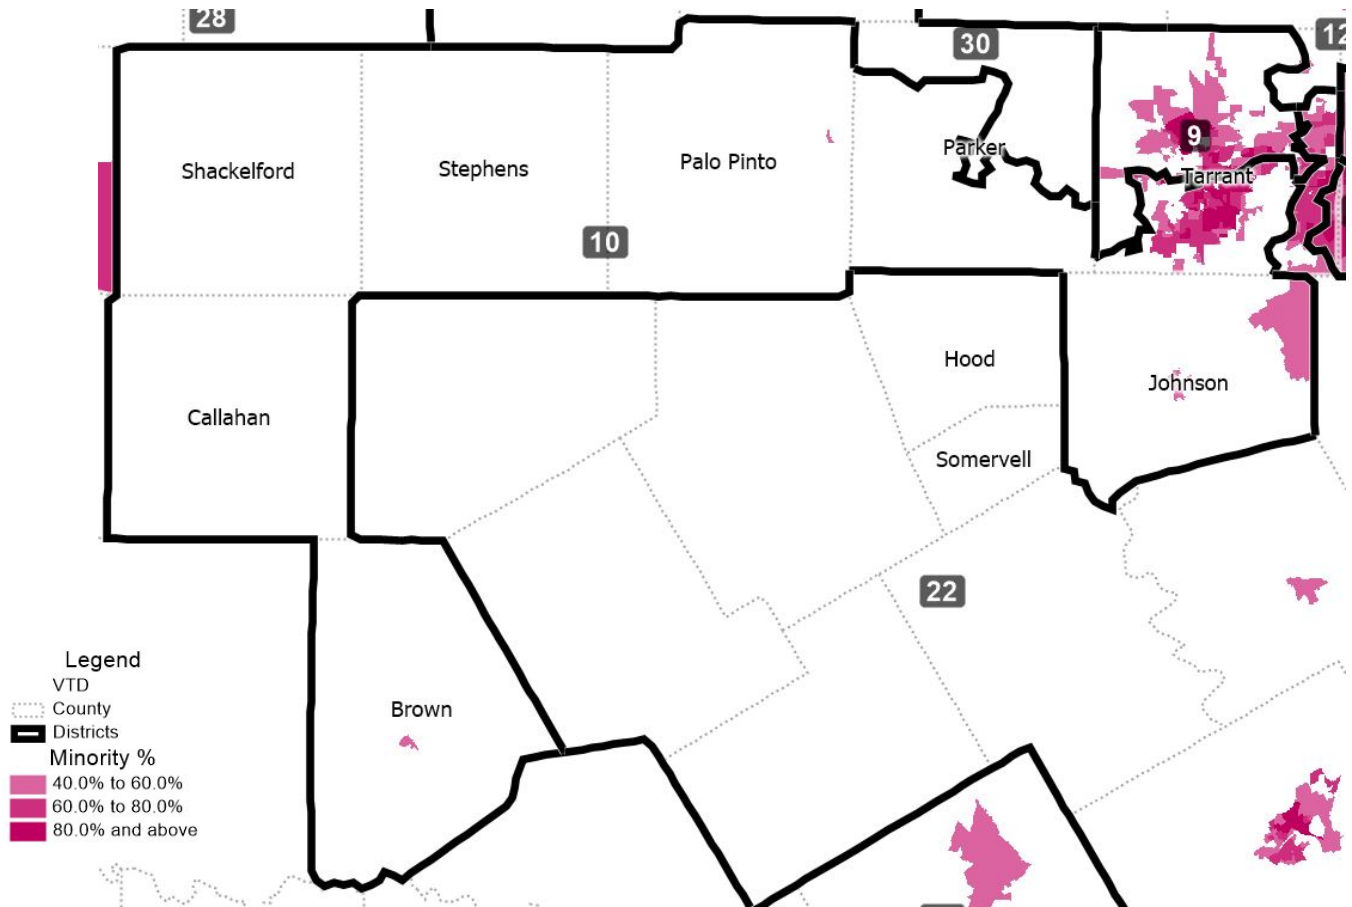 28
30
12
9
Shackelford
Stephens
Palo Pinto
Parker
Tarrant
10
Hood
Johnson
Callahan
Somervell
22
Brown
Legend
VTD
County
Districts
Minority %
40.0% to 60.0%
60.0% to 80.0%
80.0% and above